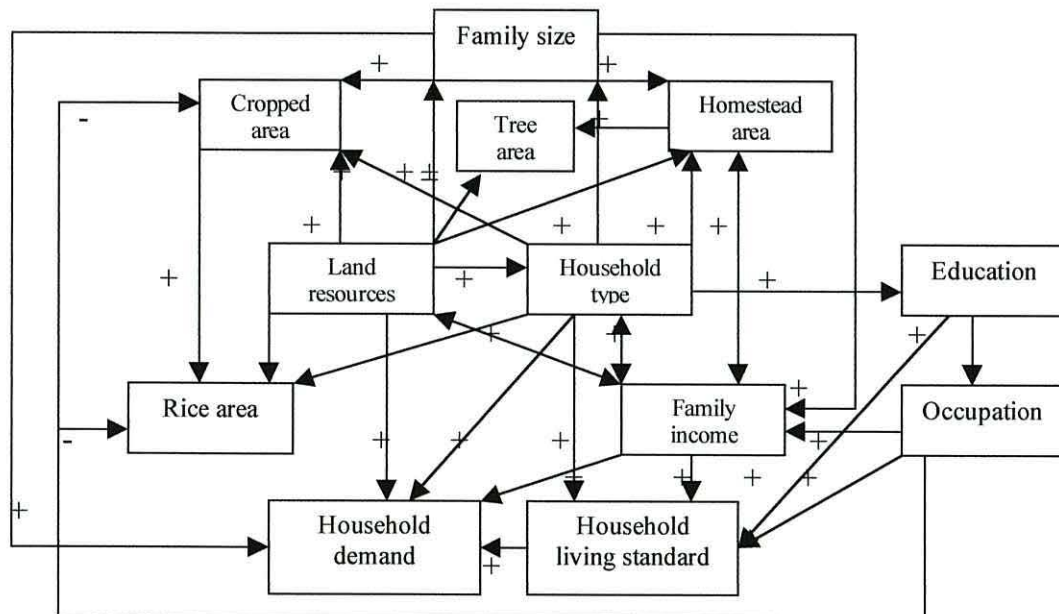 Family size
+ +
Cropped
area
Homestead
area
-
Tree
area
+
+ + ±
+ + + +
Land
resources
Household
type
Education
+ +
+
+ + +
Rice area
Family
income
Occupation
+
-
+ + + +
+ + + +
+
Household
demand
Household
living standard
+